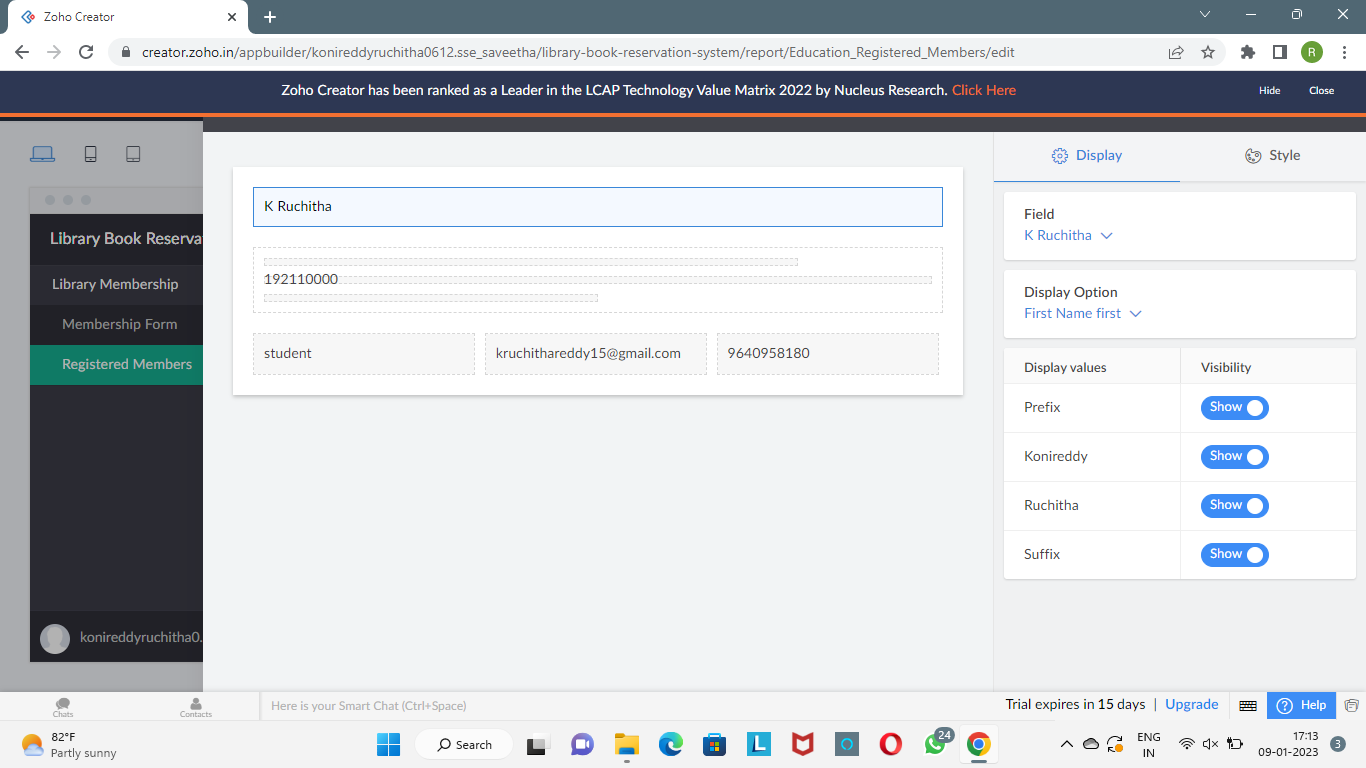 Zoho Creator
creator.zoho.in/appbuilder/konireddyruchitha0612.sse_saveetha/library-book-reservation-system/report/Education_Registered_Members/edit
R
Zoho Creator has been ranked as a Leader in the LCAP Technology Value Matrix 2022 by Nucleus Research. Click Here
Hide
Close
Library Book Reserva
Library Membership
Membership Form
Registered Members
konireddyruchitha0.
K Ruchitha
192110000
student
kruchithareddy15@gmail.com
9640958180
Display
Style
Field
K Ruchitha
Display Option
First Name first
Display values
Visibility
Prefix
Show
Konireddy
Show
Ruchitha
Show
Suffix
Show
Chats
Contacts
Here is your Smart Chat (Ctrl+Space)
Trial expires in 15 days | Upgrade
Help
82°F
Partly sunny
Search
L
24
ENG
IN
17:13
09-01-2023
3